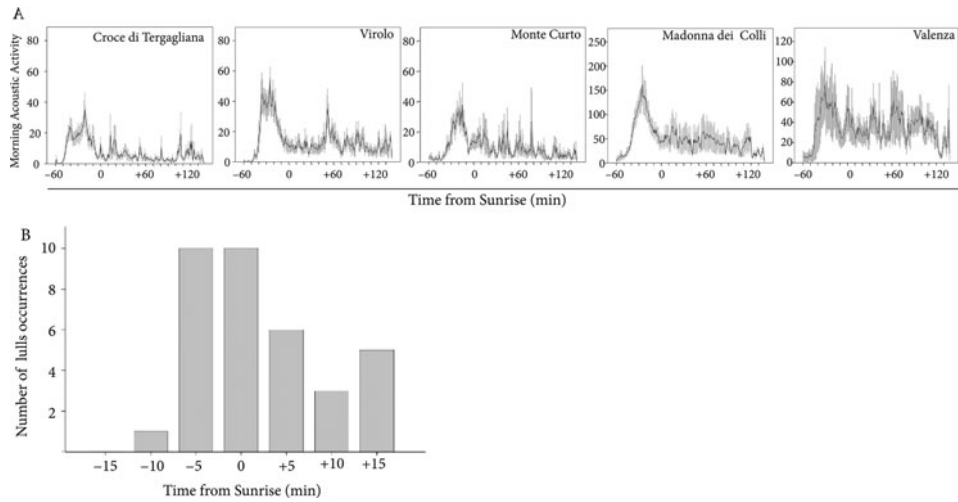 A
Croce di Tergagliana
Virolo
Monte Curto
Madonna dei Colli
Valenza
Morning Acoustic Activity
80
60
40
20
0
80
60
40
20
0
80
60
40
20
0
250
200
150
100
50
0
120
100
80
60
40
20
0
−60 0 +60 +120
−60 0 +60 +120
−60 0 +60 +120
−60 0 +60 +120
−60 0 +60 +120
Time from Sunrise (min)
B
Number of lulls occurrences
10
8
6
4
2
−15 −10 −5 0 +5 +10 +15
Time from Sunrise (min)